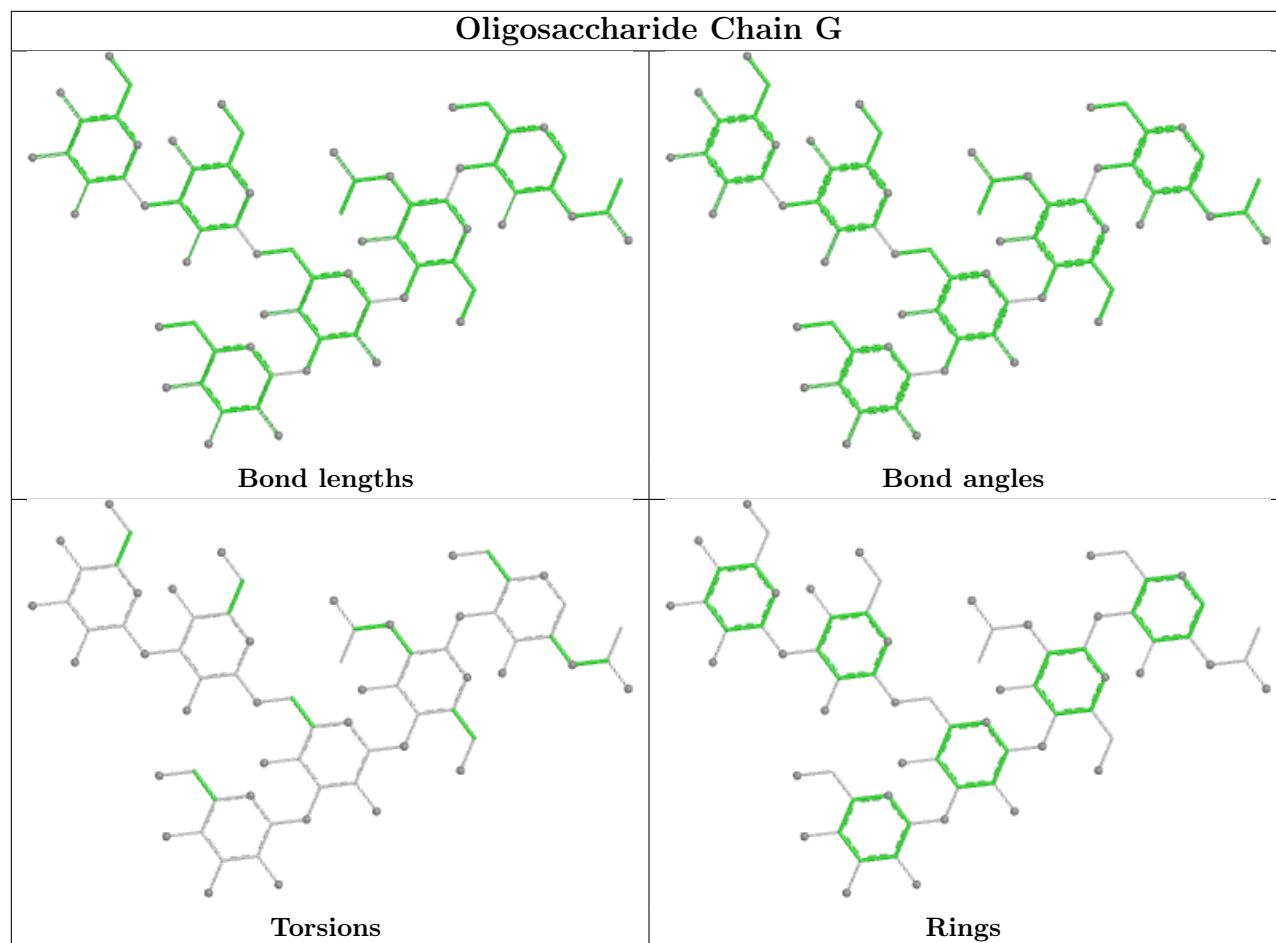 Oligosaccharide Chain G
Bond lengths
Bond angles
Torsions
Rings